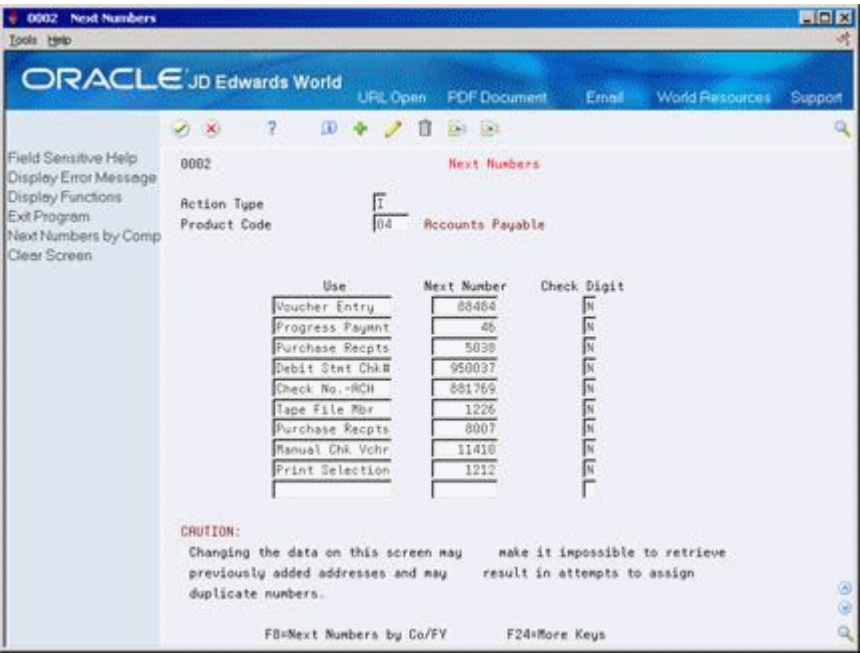 0002 Next Numbers
Tools Help
ORACLE JD Edwards World
URL Open PDF Document Email World Resources Support
Field Sensitive Help
Display Error Message
Display Functions
Exit Program
Next Numbers by Comp
Clear Screen
0002 Next Numbers
Action Type I
Product Code 04 Accounts Payable
Use Next Number Check Digit
Voucher Entry 88484 N
Progress Paymnt 46 N
Purchase Recpts 5038 N
Debit Stmt Chk# 950037 N
Check No.-ACH 881769 N
Tape File Mbr 1226 N
Purchase Recpts 8007 N
Manual Chk Vchr 11410 N
Print Selection 1212 N
CAUTION:
Changing the data on this screen may make it impossible to retrieve
previously added addresses and may result in attempts to assign
duplicate numbers.
F8=Next Numbers by Co/FY F24=More Keys